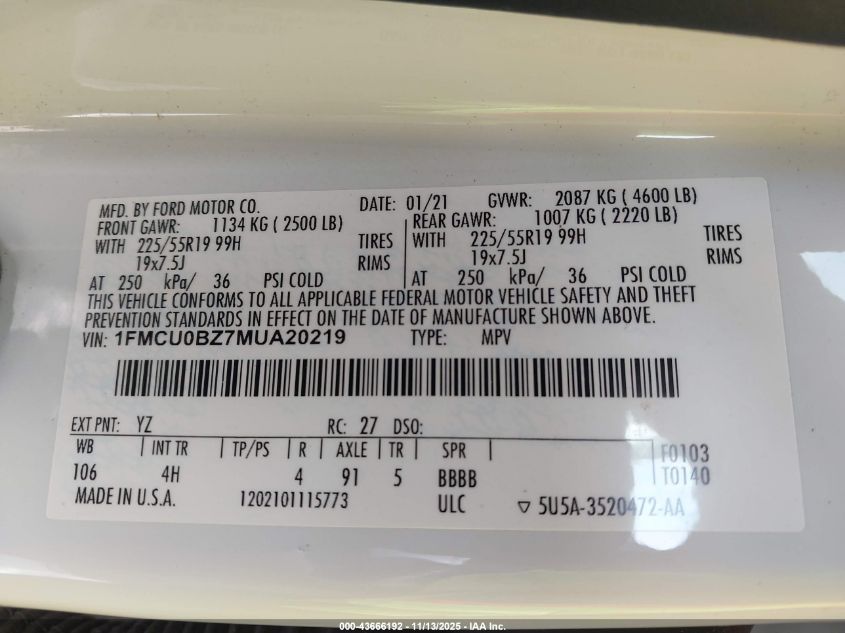 MFD. BY FORD MOTOR CO. DATE: 01/21 GVWR: 2087 KG ( 4600 LB)
FRONT GAWR: 1134 KG ( 2500 LB) REAR GAWR: 1007 KG ( 2220 LB)
WITH 225/55R19 99H TIRES WITH 225/55R19 99H TIRES
19x7.5J RIMS 19x7.5J RIMS
AT 250 kPa/ 36 PSI COLD AT 250 kPa/ 36 PSI COLD
THIS VEHICLE CONFORMS TO ALL APPLICABLE FEDERAL MOTOR VEHICLE SAFETY AND THEFT
PREVENTION STANDARDS IN EFFECT ON THE DATE OF MANUFACTURE SHOWN ABOVE.
VIN: 1FMCU0BZ7MUA20219 TYPE: MPV
EXT PNT: YZ RC: 27 DSO:
WB INT TR TP/PS R AXLE TR SPR F0103
106 4H 4 91 5 BBBB T0140
MADE IN U.S.A. 1202101115773 ULC ▽ 5U5A-3520472-AA
000-43666192 - 11/13/2025 - IAA Inc.